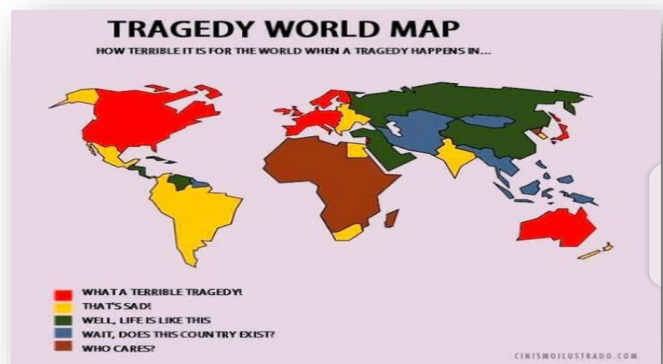 TRAGEDY WORLD MAP
HOW TERRIBLE IT IS FOR THE WORLD WHEN A TRAGEDY HAPPENS IN...
WHAT A TERRIBLE TRAGEDY!
THAT'S SAD!
WELL, LIFE IS LIKE THIS
WAIT, DOES THIS COUNTRY EXIST?
WHO CARES?
CINISMOILUSTRADO.COM